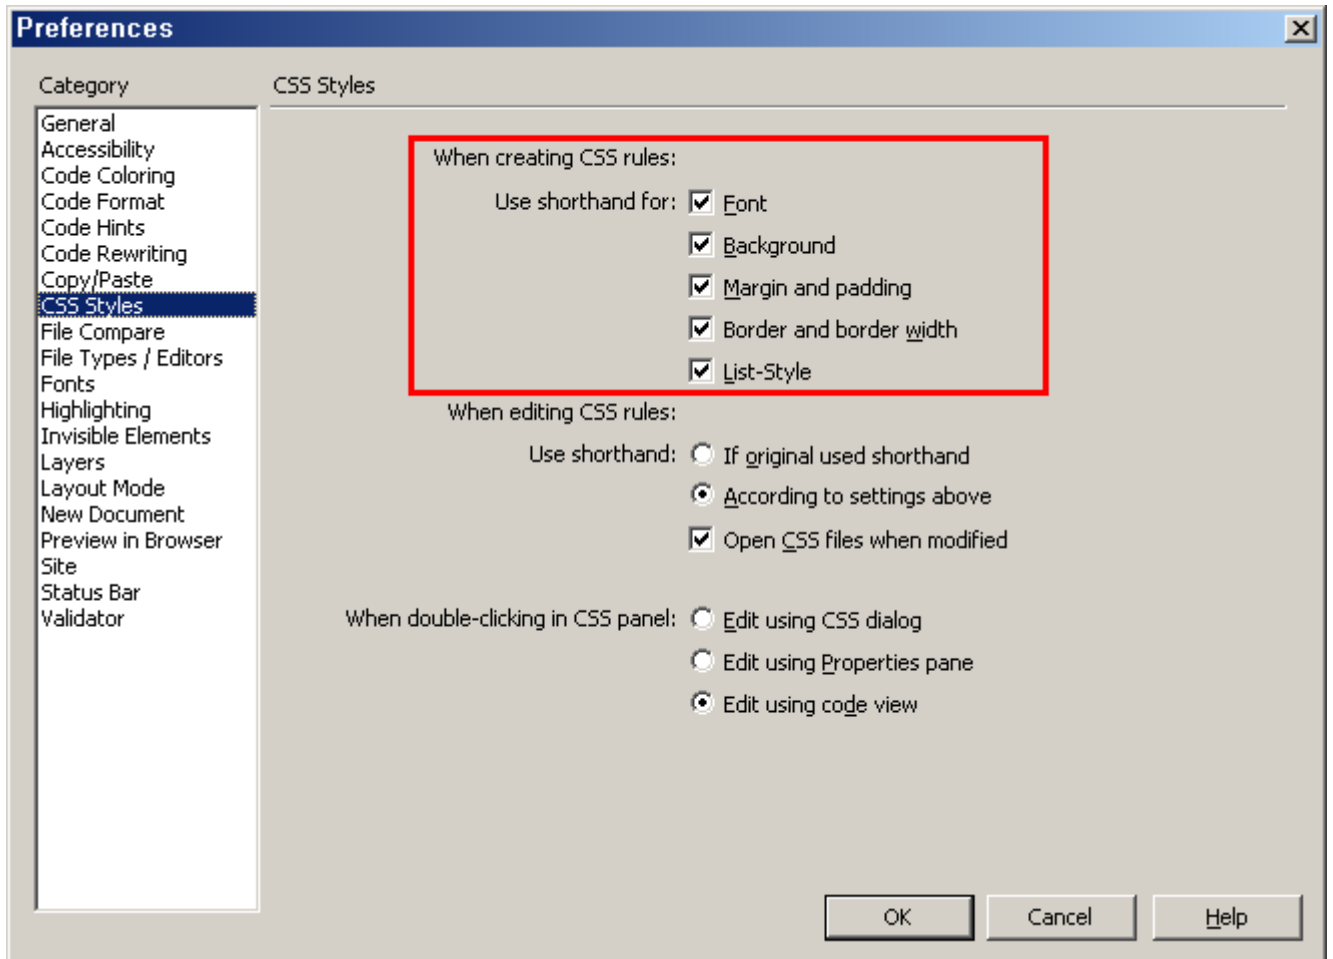 Preferences
Category
General
Accessibility
Code Coloring
Code Format
Code Hints
Code Rewriting
Copy/Paste
CSS Styles
File Compare
File Types / Editors
Fonts
Highlighting
Invisible Elements
Layers
Layout Mode
New Document
Preview in Browser
Site
Status Bar
Validator
CSS Styles
When creating CSS rules:
Use shorthand for: Font
Background
Margin and padding
Border and border width
List-Style
When editing CSS rules:
Use shorthand: If original used shorthand
According to settings above
Open CSS files when modified
When double-clicking in CSS panel: Edit using CSS dialog
Edit using Properties pane
Edit using code view
OK Cancel Help